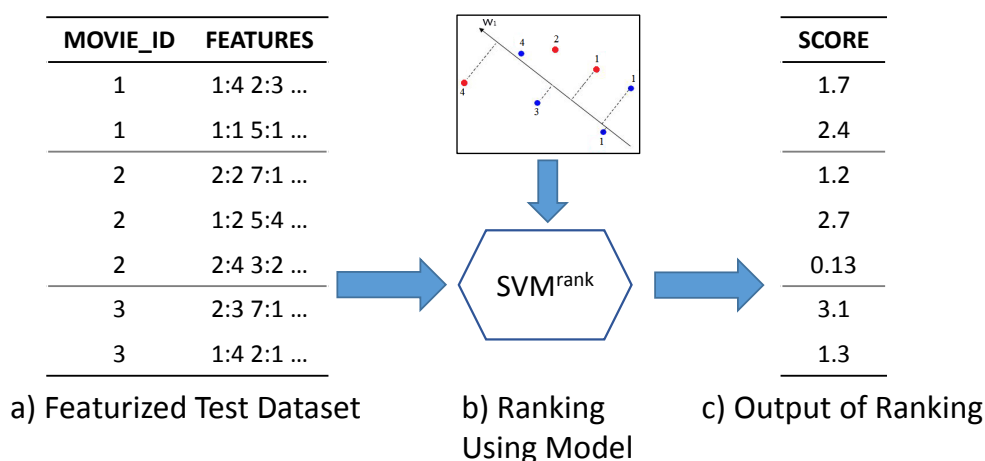 MOVIE_ID FEATURES
1 1:4 2:3 ...
1 1:1 5:1 ...
2 2:2 7:1 ...
2 1:2 5:4 ...
2 2:4 3:2 ...
3 2:3 7:1 ...
3 1:4 2:1 ...
a) Featurized Test Dataset
w1
4
2
1
1
4
3
1
SVMrank
b) Ranking
Using Model
SCORE
1.7
2.4
1.2
2.7
0.13
3.1
1.3
c) Output of Ranking